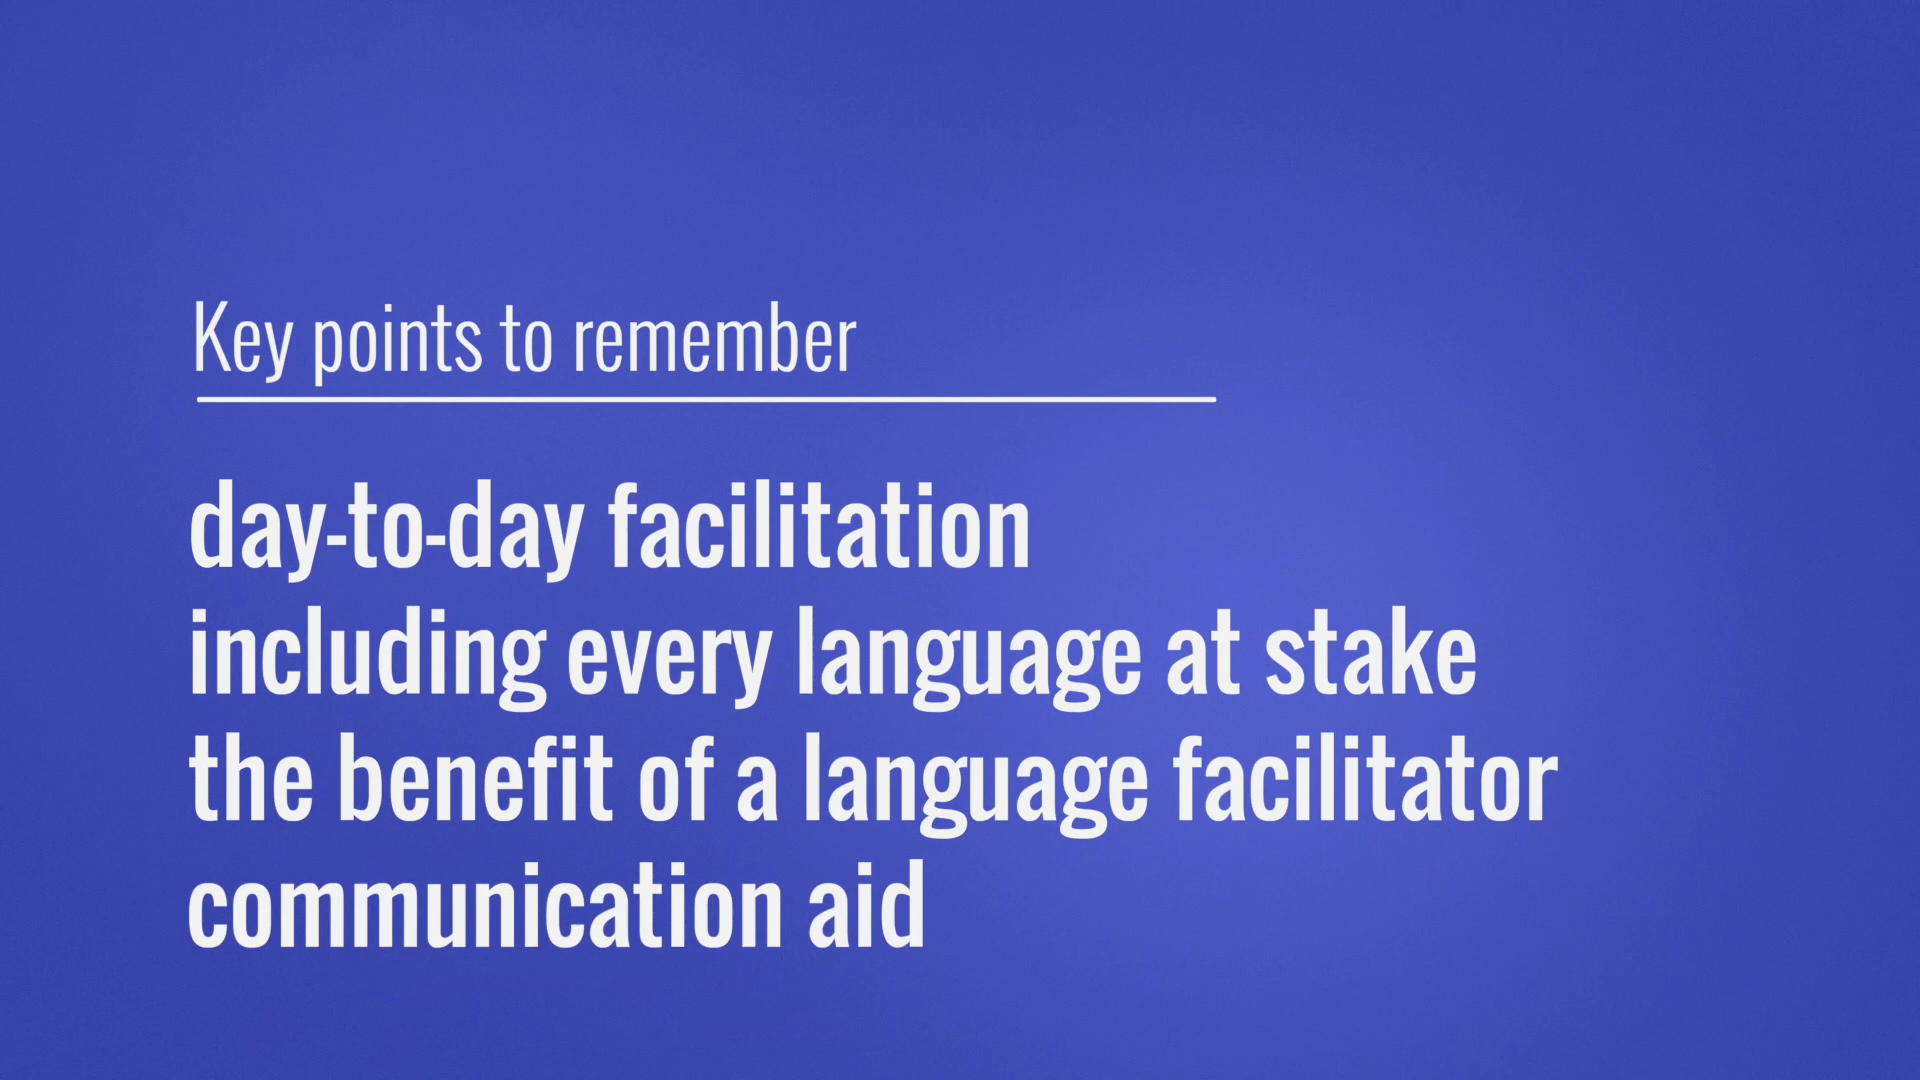 Key points to remember
day-to-day facilitation
including every language at stake
the benefit of a language facilitator
communication aid